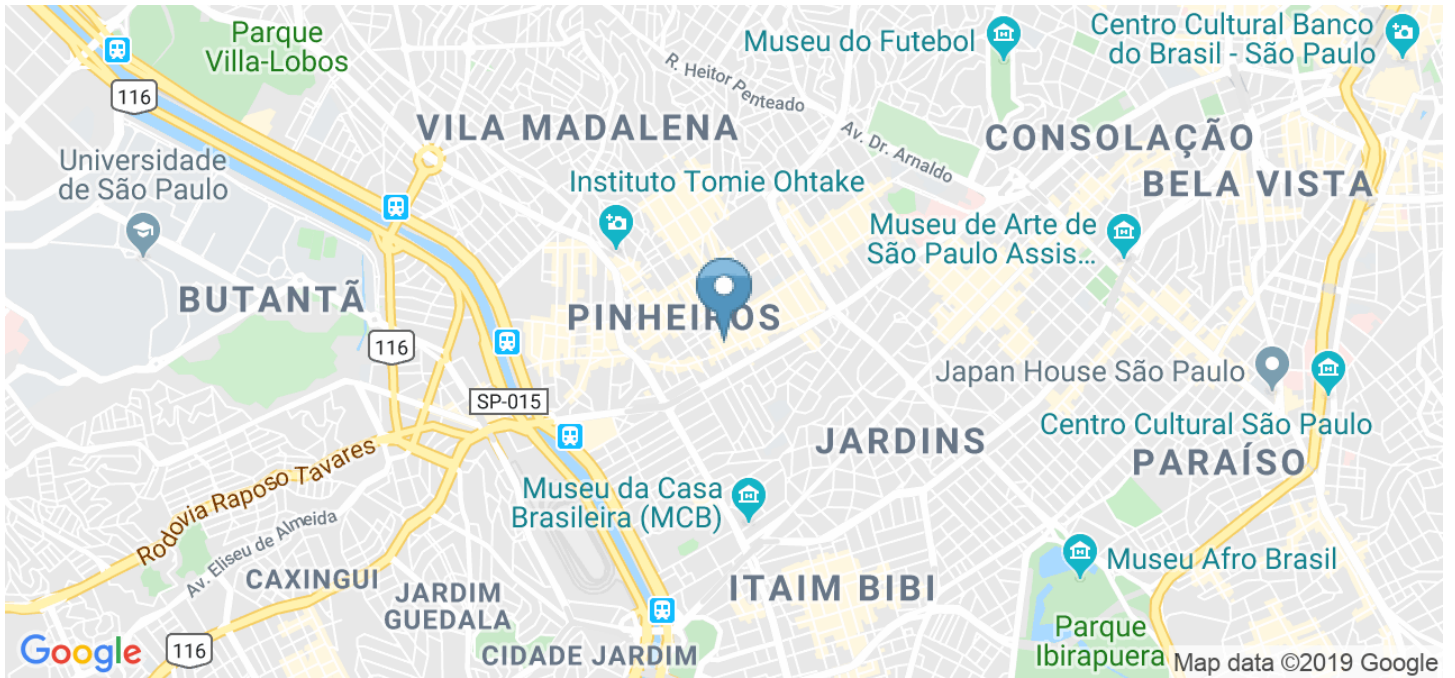 Parque
Villa-Lobos
116
Museu do Futebol
Centro Cultural Banco
do Brasil - São Paulo
R. Heitor Penteado
Av. Dr. Arnaldo
VILA MADALENA
CONSOLAÇÃO
Universidade
de São Paulo
Instituto Tomie Ohtake
BELA VISTA
Museu de Arte de
São Paulo Assis...
BUTANTÃ
PINHEIROS
116
Japan House São Paulo
SP-015
Centro Cultural São Paulo
JARDINS
PARAÍSO
Rodovia Raposo Tavares
Museu da Casa
Brasileira (MCB)
Av. Eliseu de Almeida
Museu Afro Brasil
CAXINGUI
JARDIM
GUEDALA
ITAIM BIBI
Parque
Ibirapuera
Google
116
CIDADE JARDIM
Map data ©2019 Google